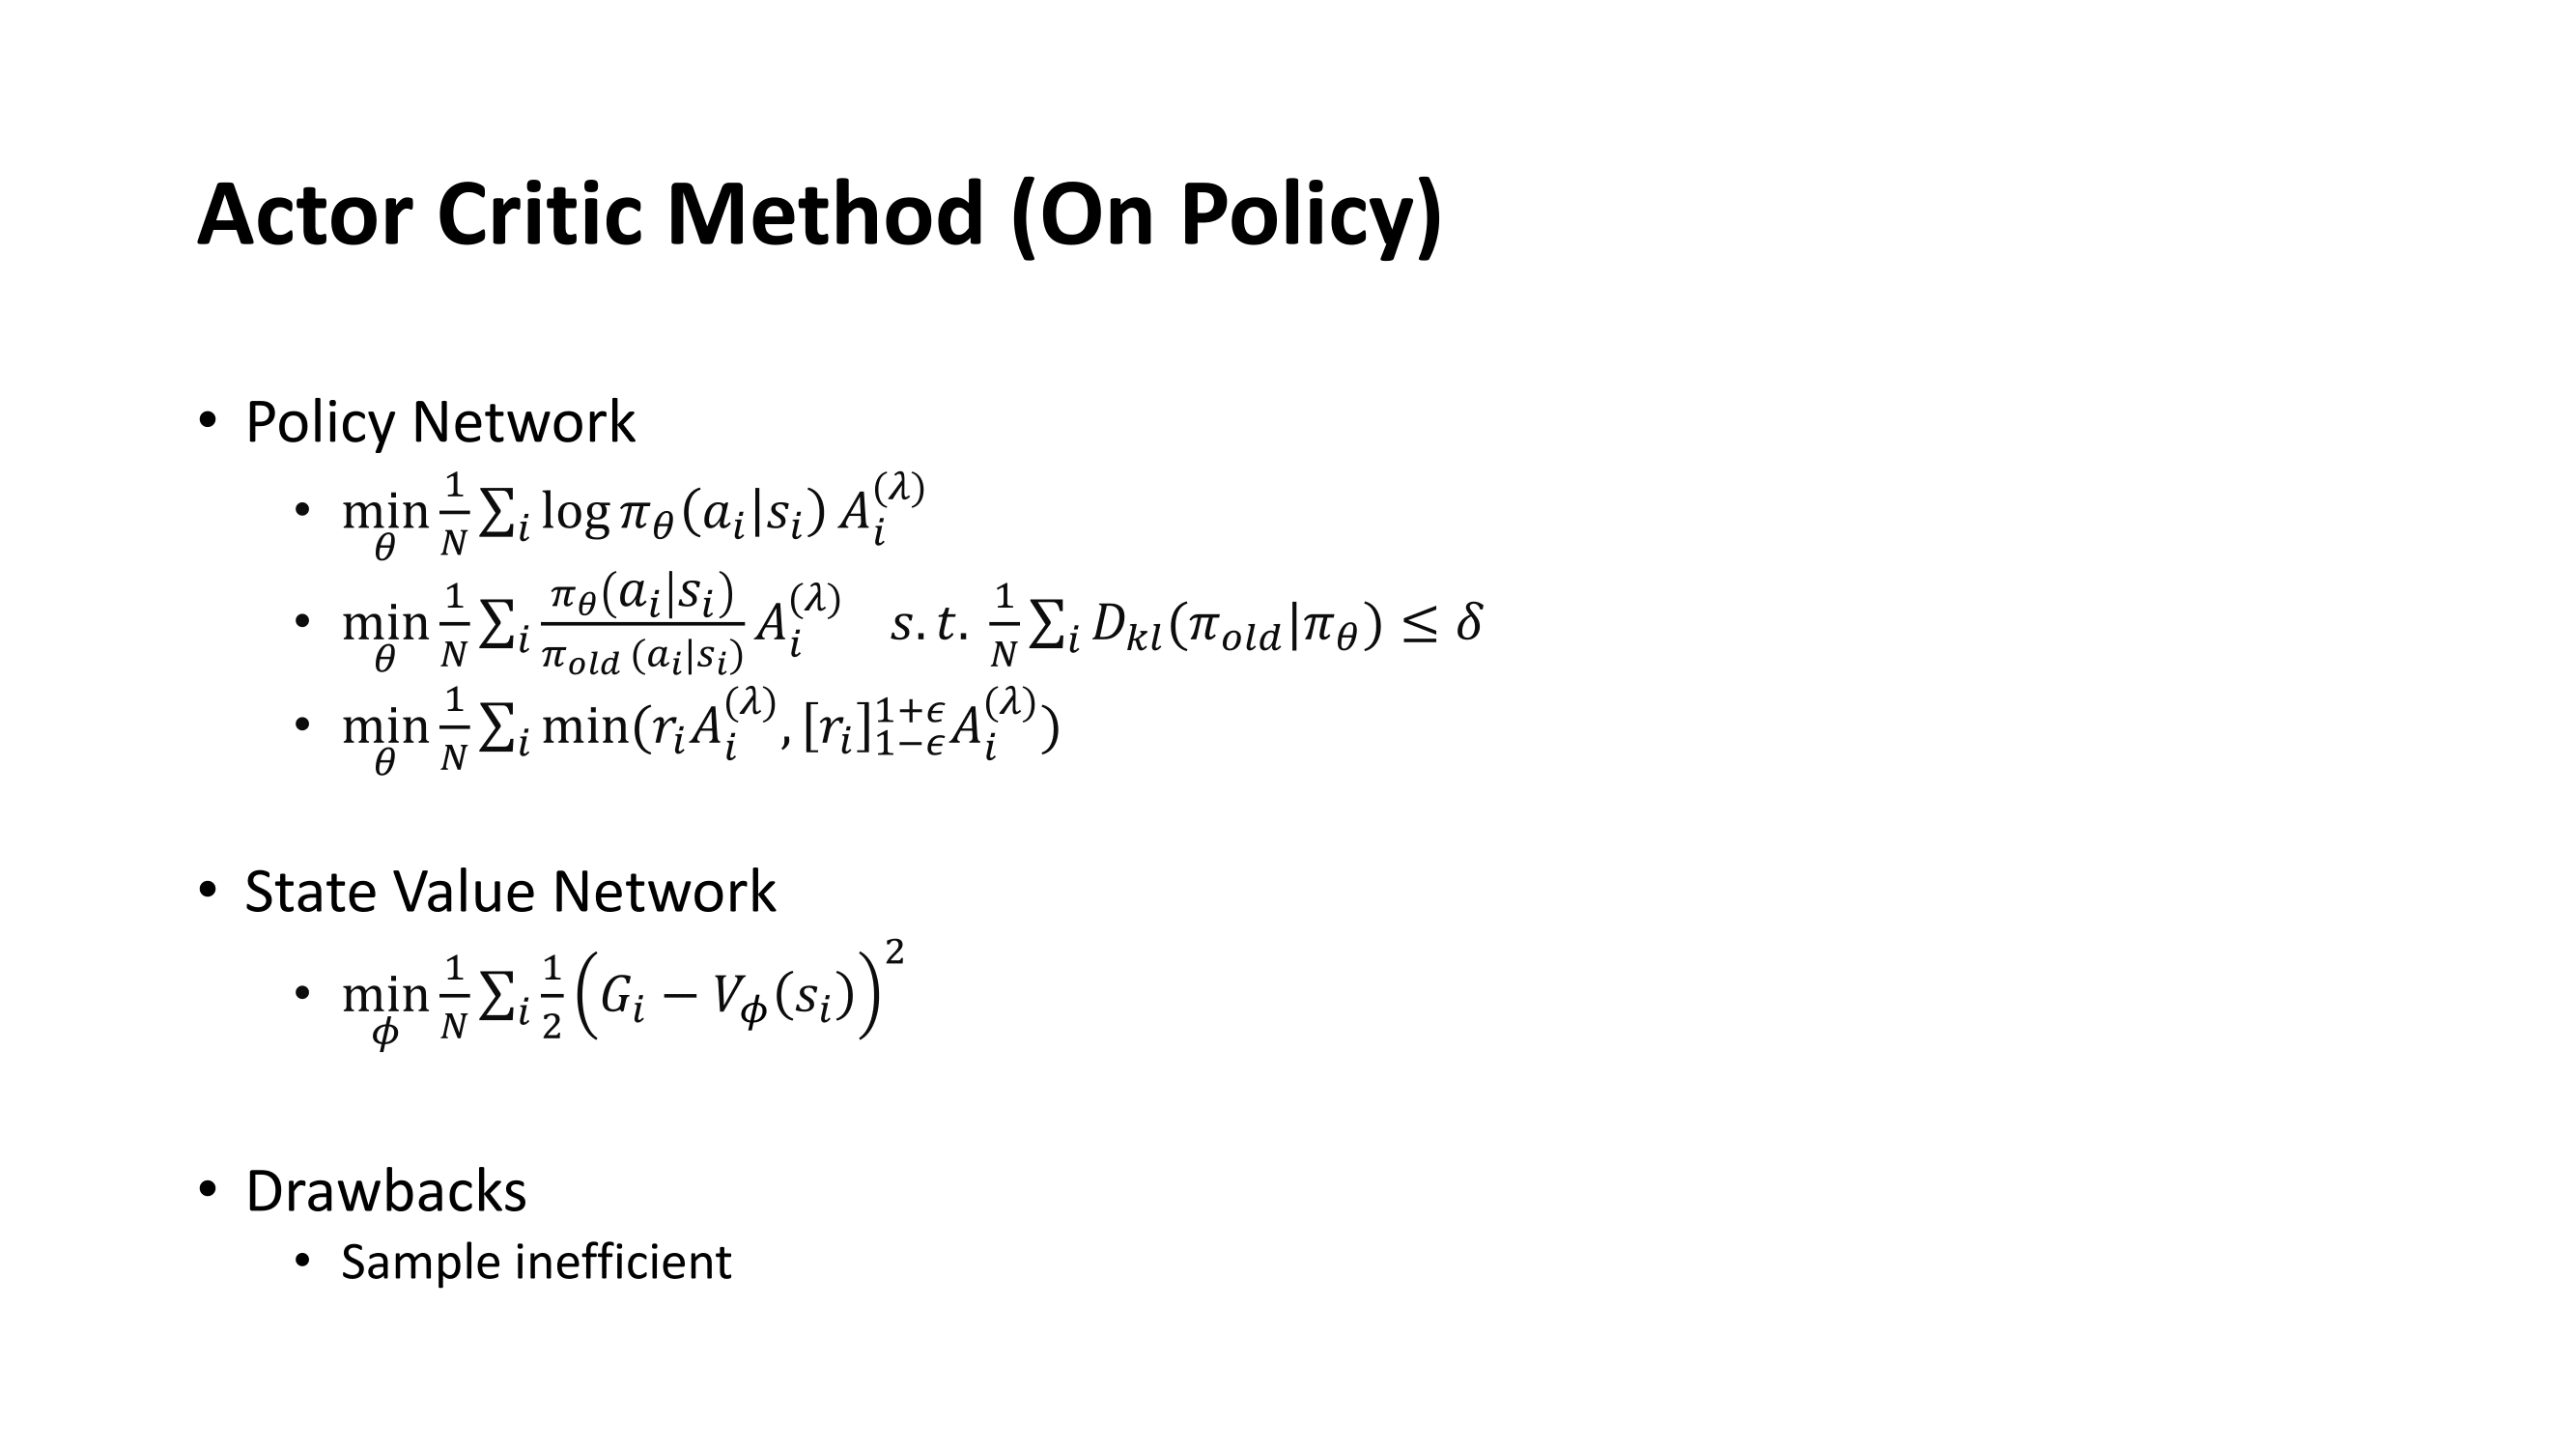 Actor Critic Method (On Policy)
• Policy Network
• $\min_{\theta} \frac{1}{N} \sum_i \log \pi_\theta(a_i|s_i) A_i^{(\lambda)}$
• $\min_{\theta} \frac{1}{N} \sum_i \frac{\pi_\theta(a_i|s_i)}{\pi_{old}(a_i|s_i)} A_i^{(\lambda)} \quad s.t. \frac{1}{N} \sum_i D_{kl}(\pi_{old}|\pi_\theta) \leq \delta$
• $\min_{\theta} \frac{1}{N} \sum_i \min(r_i A_i^{(\lambda)}, [r_i]_{1-\epsilon}^{1+\epsilon} A_i^{(\lambda)})$
• State Value Network
• $\min_{\phi} \frac{1}{N} \sum_i \frac{1}{2} \left(G_i - V_\phi(s_i)\right)^2$
• Drawbacks
• Sample inefficient